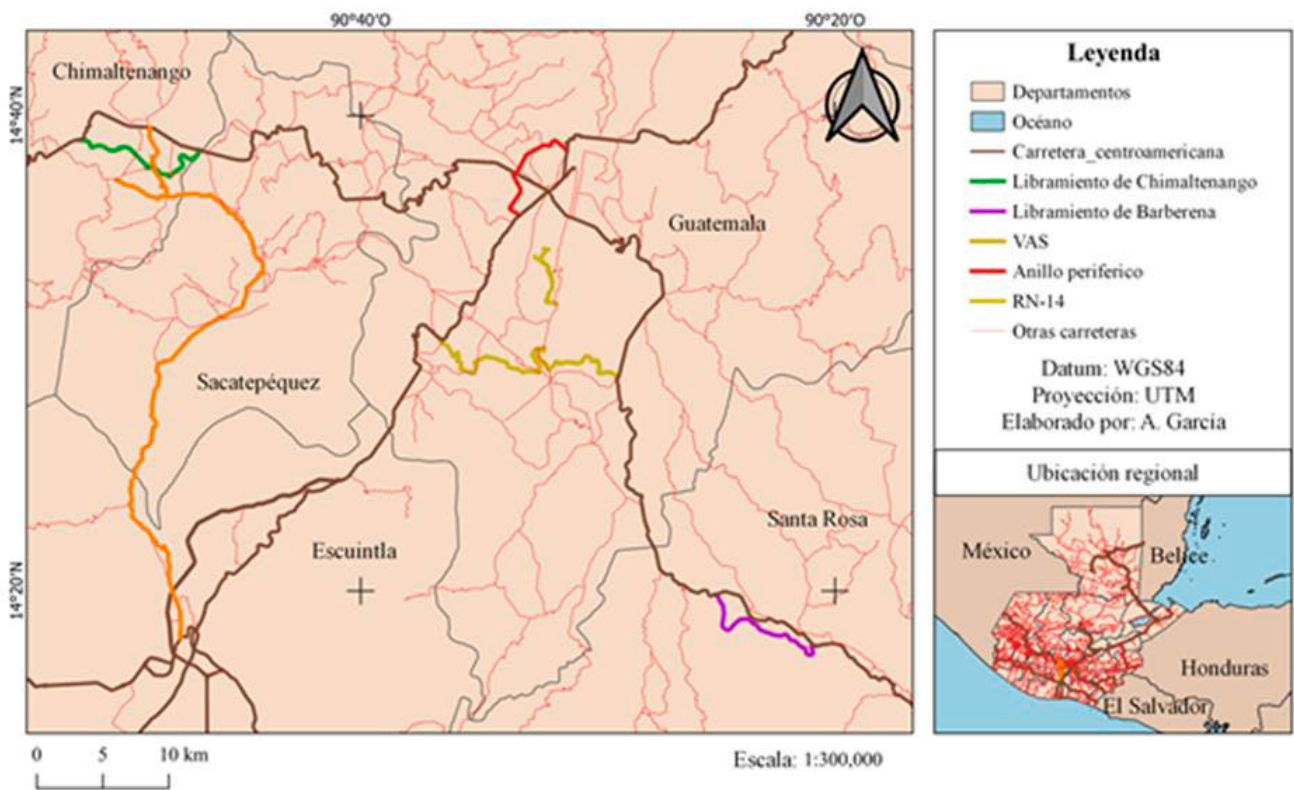 90°40'O
90°20'O
14°40'N
14°20'N
Chimaltenango
Guatemala
Sacatepéquez
Escuintla
Santa Rosa
0 5 10 km
Escala: 1:300,000
Leyenda
Departamentos
Océano
Carretera_centroamericana
Libramiento de Chimaltenango
Libramiento de Barberena
VAS
Anillo periferico
RN-14
Otras carreteras
Datum: WGS84
Proyección: UTM
Elaborado por: A. García
Ubicación regional
México
Belice
Honduras
El Salvador